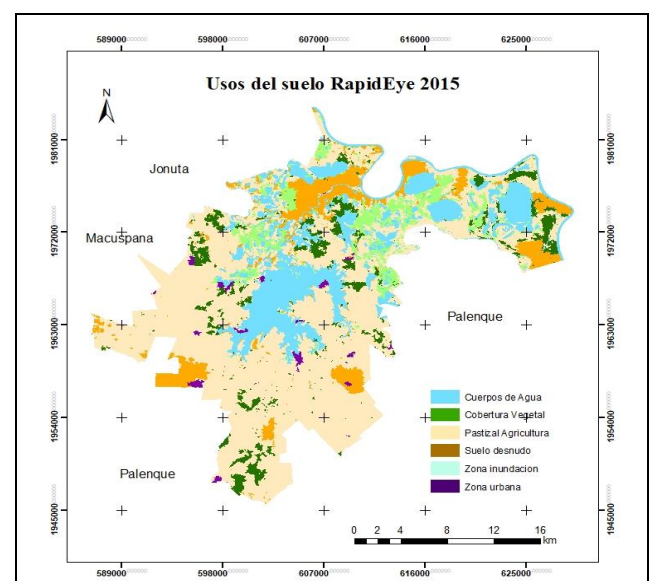 589000 598000 607000 616000 625000
Usos del suelo RapidEye 2015
N
1981000 1981000
Jonuta
Macuspana
1972000 1972000
Palenque
1963000 1963000
Cuerpos de Agua
Cobertura Vegetal
Pastizal Agricultura
Suelo desnudo
Zona inundacion
Zona urbana
1954000 1954000
Palenque
1945000 1945000
0 2 4 8 12 16
km
589000 598000 607000 616000 625000